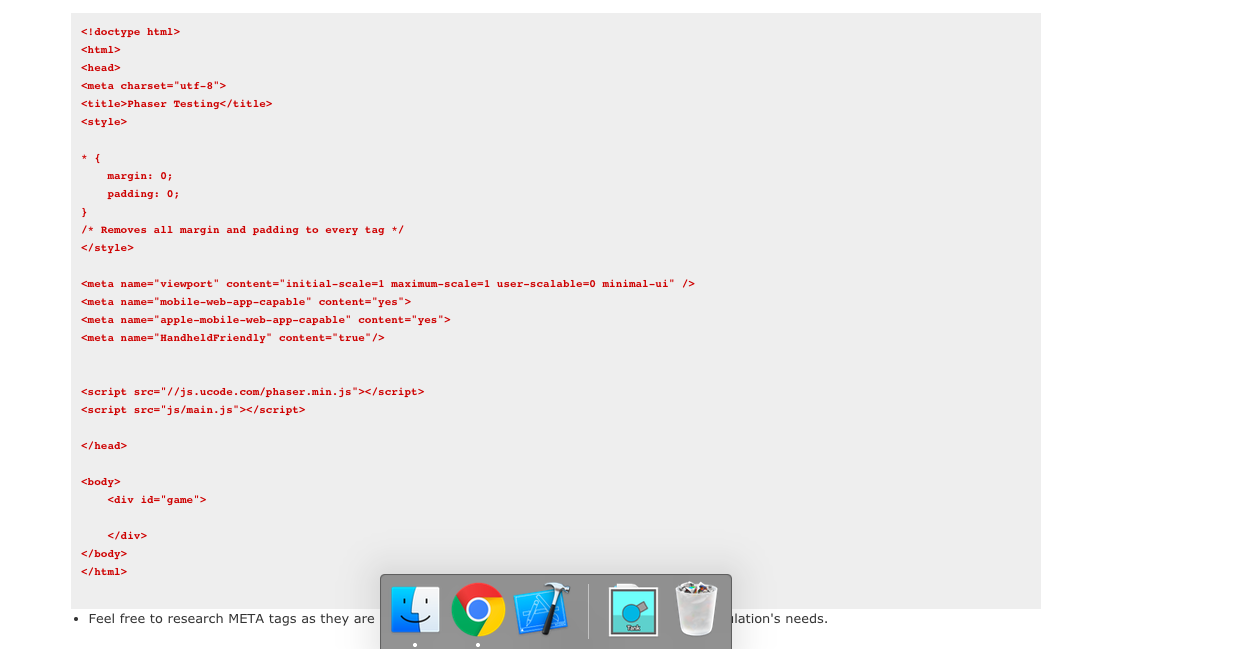 <!doctype html>
<html>
<head>
<meta charset="utf-8">
<title>Phaser Testing</title>
<style>
* {
    margin: 0;
    padding: 0;
}
/* Removes all margin and padding to every tag */
</style>
<meta name="viewport" content="initial-scale=1 maximum-scale=1 user-scalable=0 minimal-ui" />
<meta name="mobile-web-app-capable" content="yes">
<meta name="apple-mobile-web-app-capable" content="yes">
<meta name="HandheldFriendly" content="true"/>
<script src="//js.ucode.com/phaser.min.js"></script>
<script src="js/main.js"></script>
</head>
<body>
    <div id="game">
    </div>
</body>
</html>
• Feel free to research META tags as they are ulation's needs.
Tank